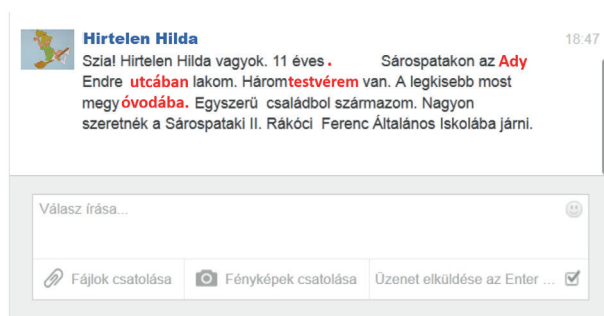 Hirtelen Hilda 18:47
Szia! Hirtelen Hilda vagyok. 11 éves . Sárospatakon az Ady
Endre utcában lakom. Háromtestvérem van. A legkisebb most
megy óvodába. Egyszerű családbol származom. Nagyon
szeretnék a Sárospataki II. Rákóci Ferenc Általános Iskolába járni.
Válasz írása...
Fájlok csatolása Fényképek csatolása Üzenet elküldése az Enter ...